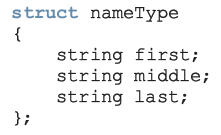 struct nameType
{
    string first;
    string middle;
    string last;
};